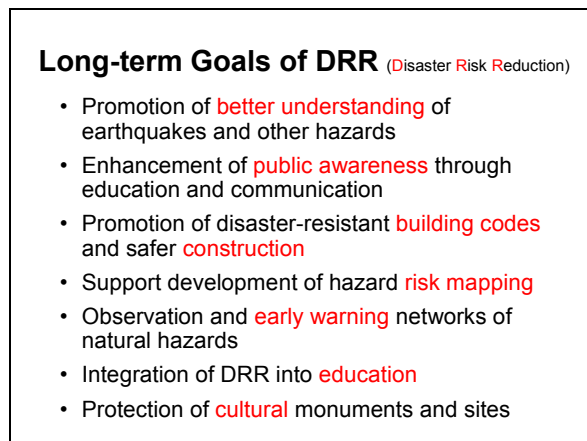 Long-term Goals of DRR (Disaster Risk Reduction)
• Promotion of better understanding of
earthquakes and other hazards
• Enhancement of public awareness through
education and communication
• Promotion of disaster-resistant building codes
and safer construction
• Support development of hazard risk mapping
• Observation and early warning networks of
natural hazards
• Integration of DRR into education
• Protection of cultural monuments and sites